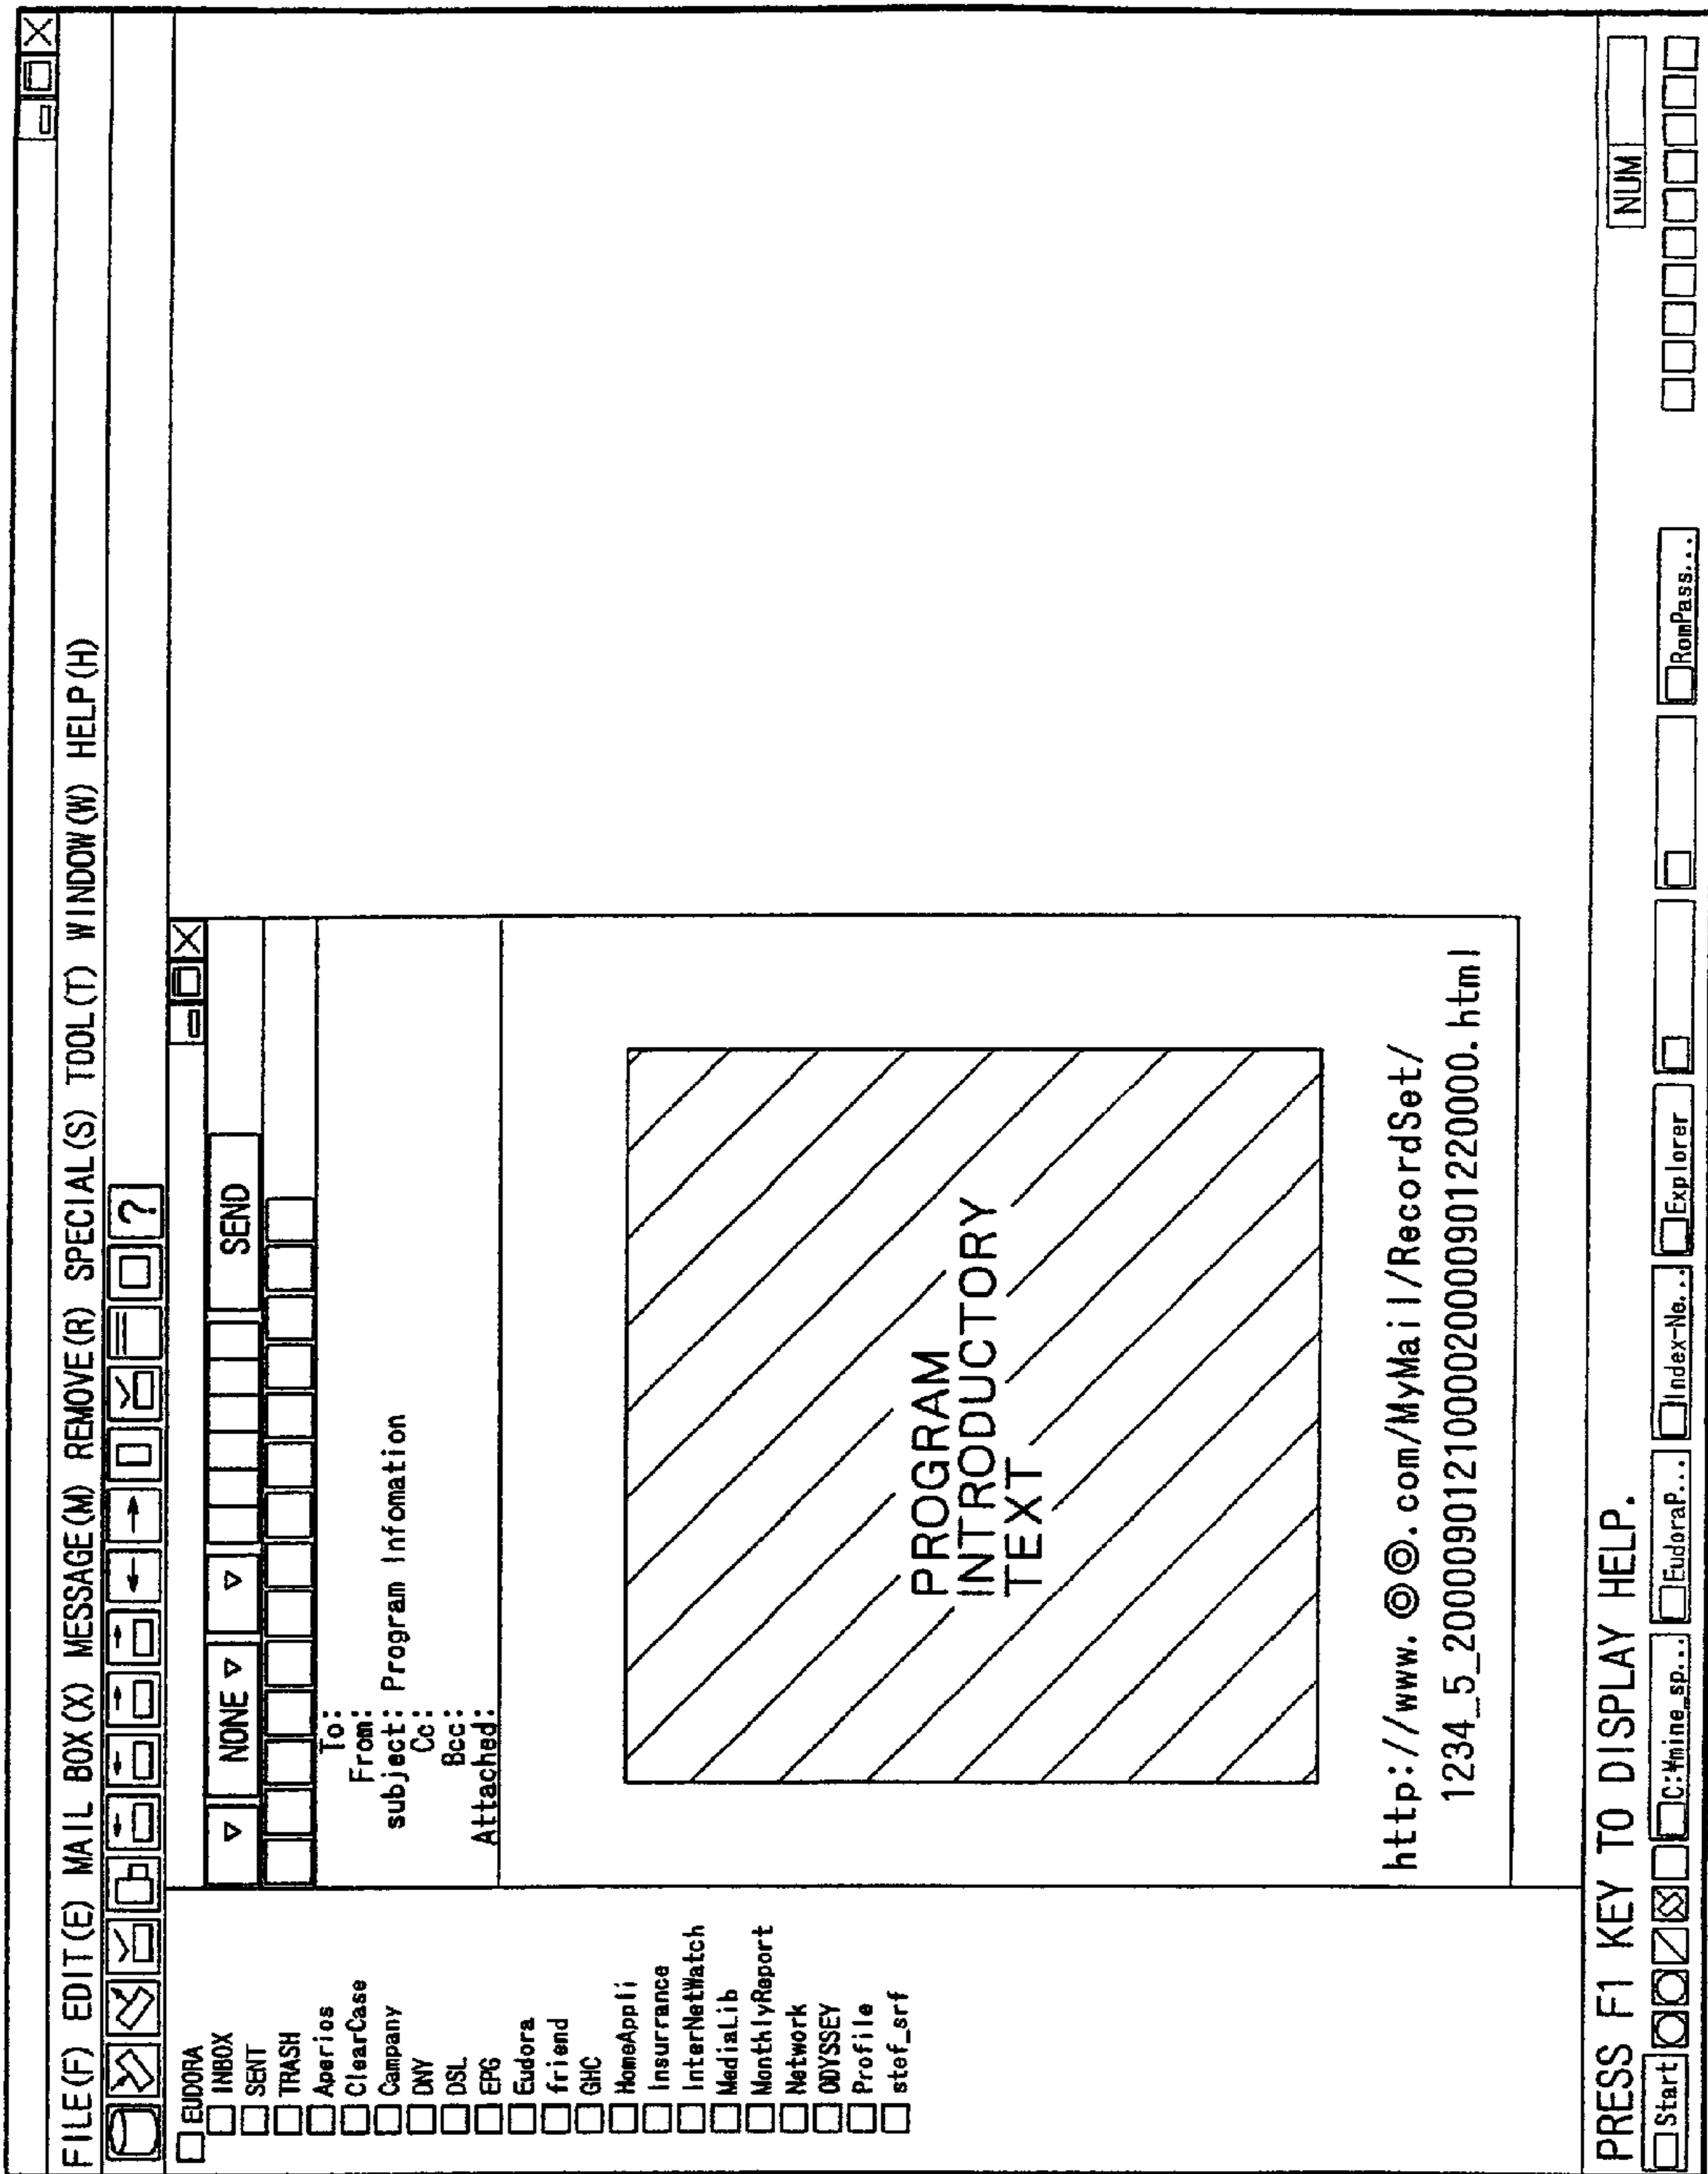 FILE(F) EDIT(E) MAIL BOX(X) MESSAGE(M) REMOVE(R) SPECIAL(S) TOOL(T) WINDOW(W) HELP(H)
?
EUDORA
INBOX
SENT
TRASH
Aperios
ClearCase
Campany
DNY
DSL
EPG
Eudora
friend
GHC
HomeAppli
Insurrance
InterNetWatch
MediaLib
MonthlyReport
Network
ODYSSEY
Profile
stef_srf
NONE SEND
To:
From:
subject: Program Infomation
Cc:
Bcc:
Attached:
PROGRAM
INTRODUCTORY
TEXT
http://www.◎◎.com/MyMail/RecordSet/
1234_5_2000090121000020000901220000.html
PRESS F1 KEY TO DISPLAY HELP.
NUM
Start C:¥mine_sp... EudoraP... Index-Ne... Explorer RomPass...